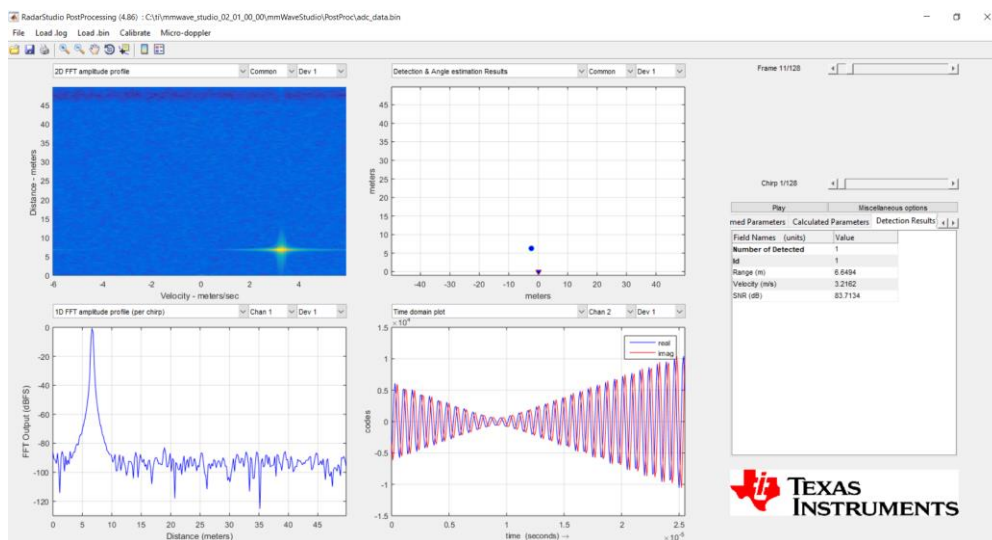 RadarStudio PostProcessing (4.86) : C:\ti\mmwave_studio_02_01_00_00\mmWaveStudio\PostProc\adc_data.bin
File Load .log Load .bin Calibrate Micro-doppler
2D FFT amplitude profile Common Dev 1
45
40
35
30
25
20
15
10
5
0
Distance - meters
-6 -4 -2 0 2 4
Velocity - meters/sec
Detection & Angle estimation Results Common Dev 1
45
40
35
30
25
20
15
10
5
0
meters
-40 -30 -20 -10 0 10 20 30 40
meters
Frame 11/128
Chirp 1/128
Play Miscellaneous options
med Parameters Calculated Parameters Detection Results
Field Names (units) Value
Number of Detected 1
Id 1
Range (m) 6.6494
Velocity (m/s) 3.2162
SNR (dB) 83.7134
1D FFT amplitude profile (per chirp) Chan 1 Dev 1
0
-20
-40
-60
-80
-100
-120
FFT Output (dBFS)
0 5 10 15 20 25 30 35 40 45
Distance (meters)
Time domain plot Chan 2 Dev 1
×10⁻⁴
1.5
1
0.5
0
-0.5
-1
-1.5
codes
real
imag
0 0.5 1 1.5 2 2.5
time (seconds) →
×10⁻⁵
TEXAS
INSTRUMENTS